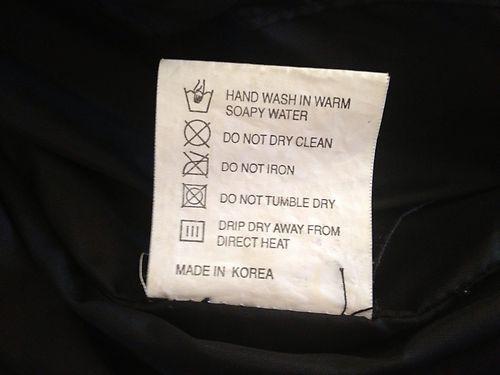 HAND WASH IN WARM
SOAPY WATER
DO NOT DRY CLEAN
DO NOT IRON
DO NOT TUMBLE DRY
DRIP DRY AWAY FROM
DIRECT HEAT
MADE IN KOREA